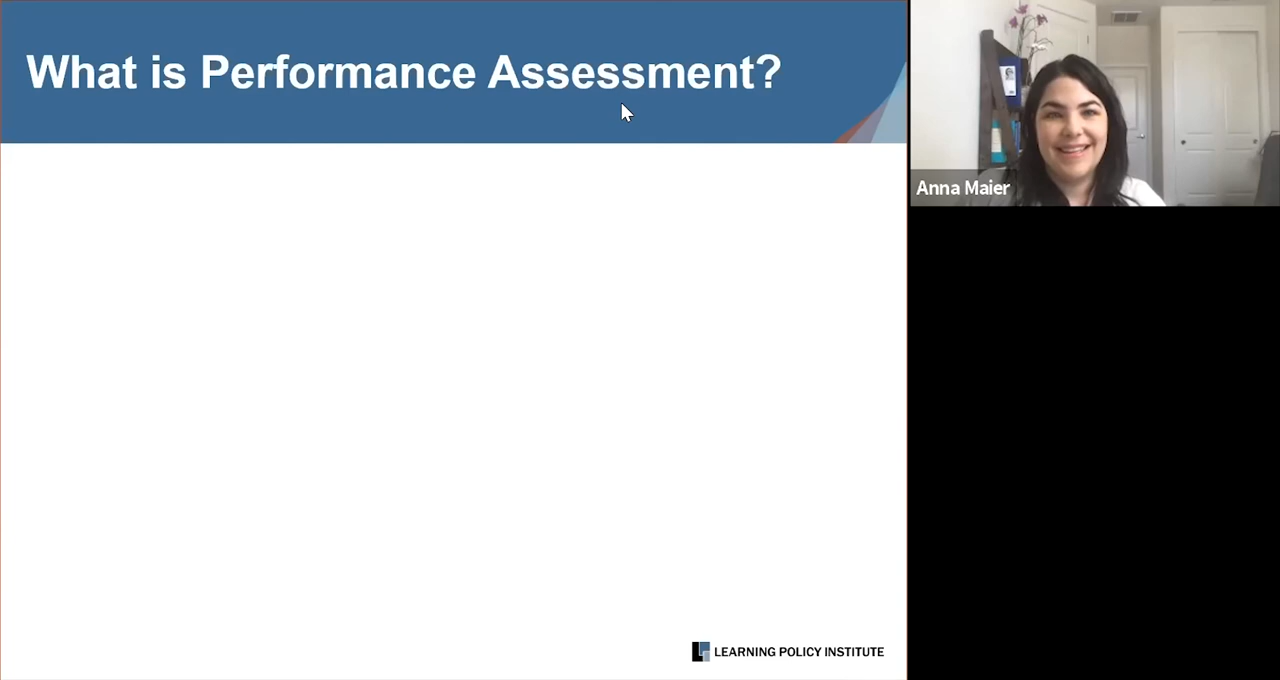 What is Performance Assessment?
Anna Maier
LEARNING POLICY INSTITUTE